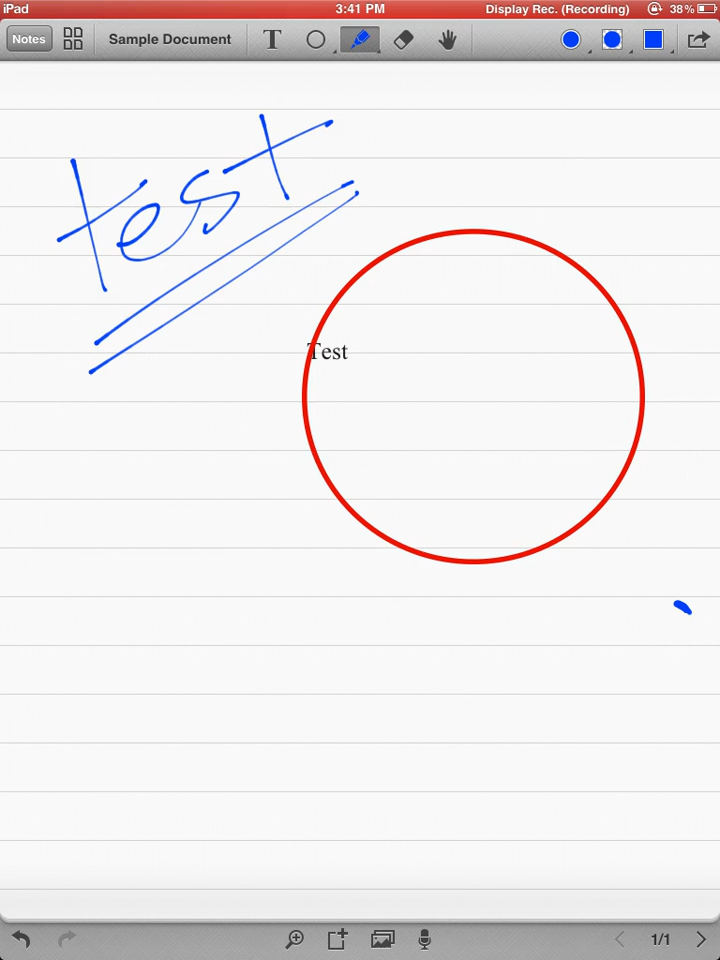 iPad 3:41 PM Display Rec. (Recording) 38%
Notes Sample Document T
test
Test
1/1